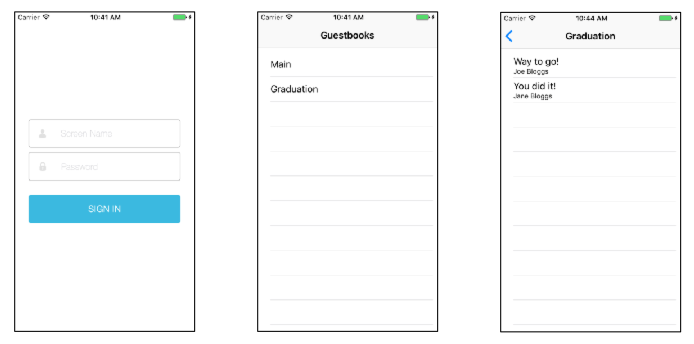 Carrier 10:41 AM
Screen Name
Password
SIGN IN
Carrier 10:41 AM
Guestbooks
Main
Graduation
Carrier 10:44 AM
Graduation
Way to go!
Joe Bloggs
You did it!
Jane Bloggs